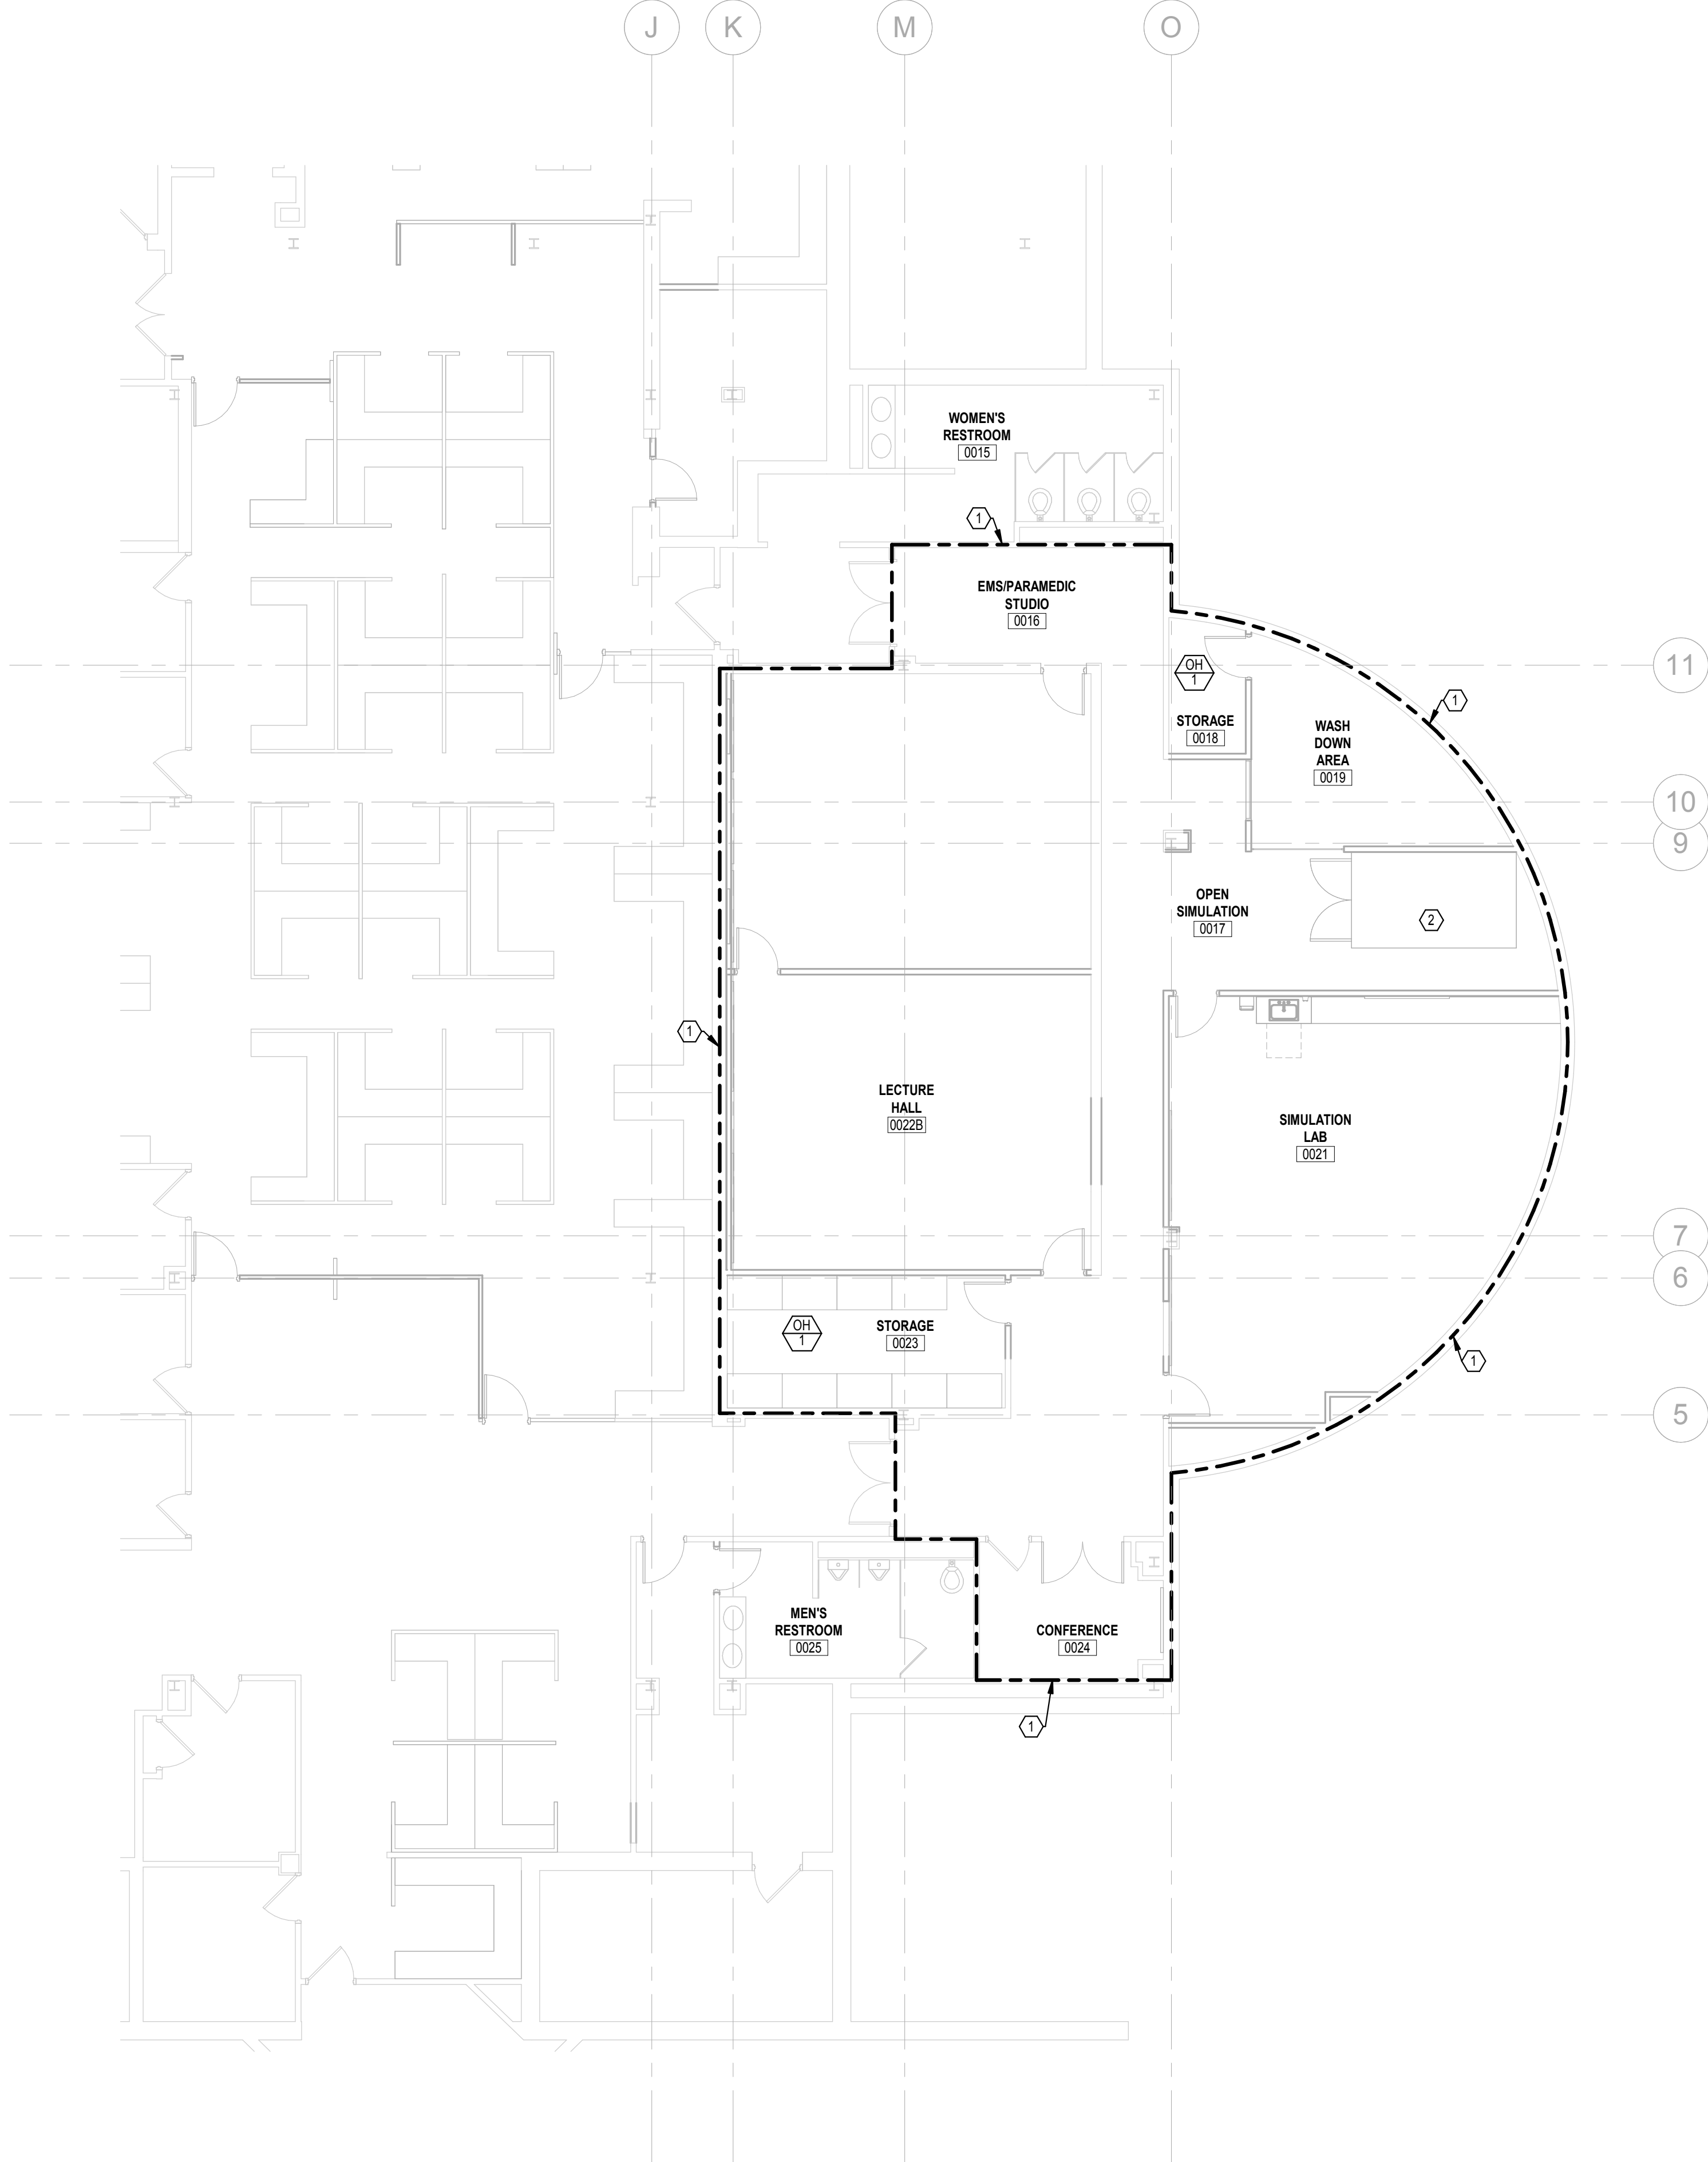 J K M O
WOMEN'S
RESTROOM
0015
1
EMS/PARAMEDIC
STUDIO
0016
11
OH
1
1
STORAGE
0018
WASH
DOWN
AREA
0019
10
9
OPEN
SIMULATION
0017
2
1
LECTURE
HALL
0022B
SIMULATION
LAB
0021
7
6
OH
1
STORAGE
0023
1
5
MEN'S
RESTROOM
0025
CONFERENCE
0024
1